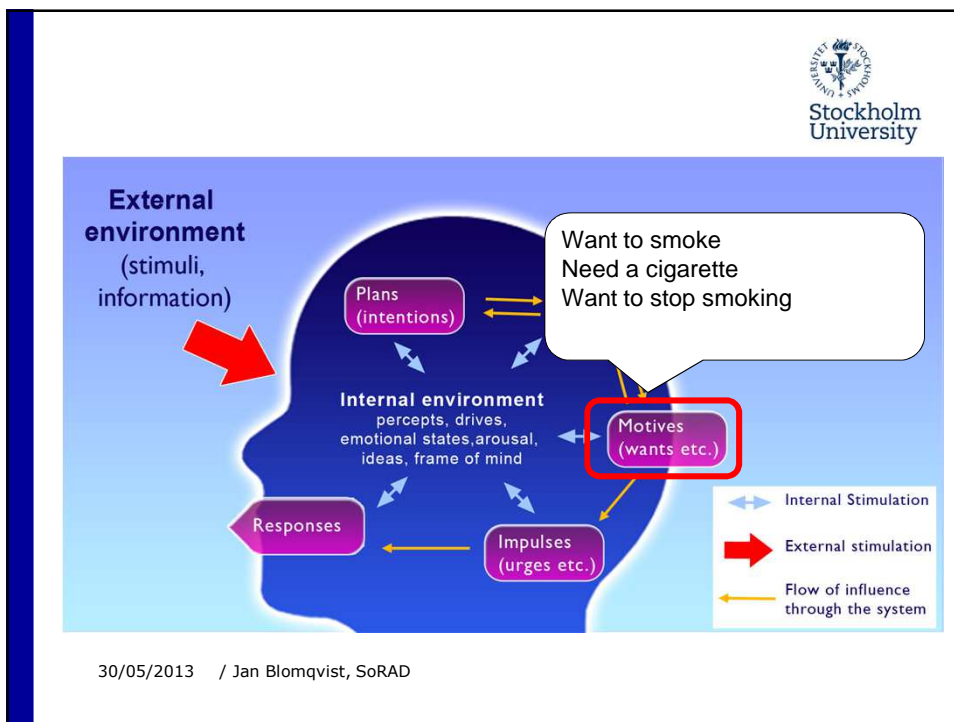 Stockholm
University
External
environment
(stimuli,
information)
Want to smoke
Need a cigarette
Want to stop smoking
Plans
(intentions)
Internal environment
percepts, drives,
emotional states,arousal,
ideas, frame of mind
Motives
(wants etc.)
Responses
Impulses
(urges etc.)
Internal Stimulation
External stimulation
Flow of influence
through the system
30/05/2013 / Jan Blomqvist, SoRAD